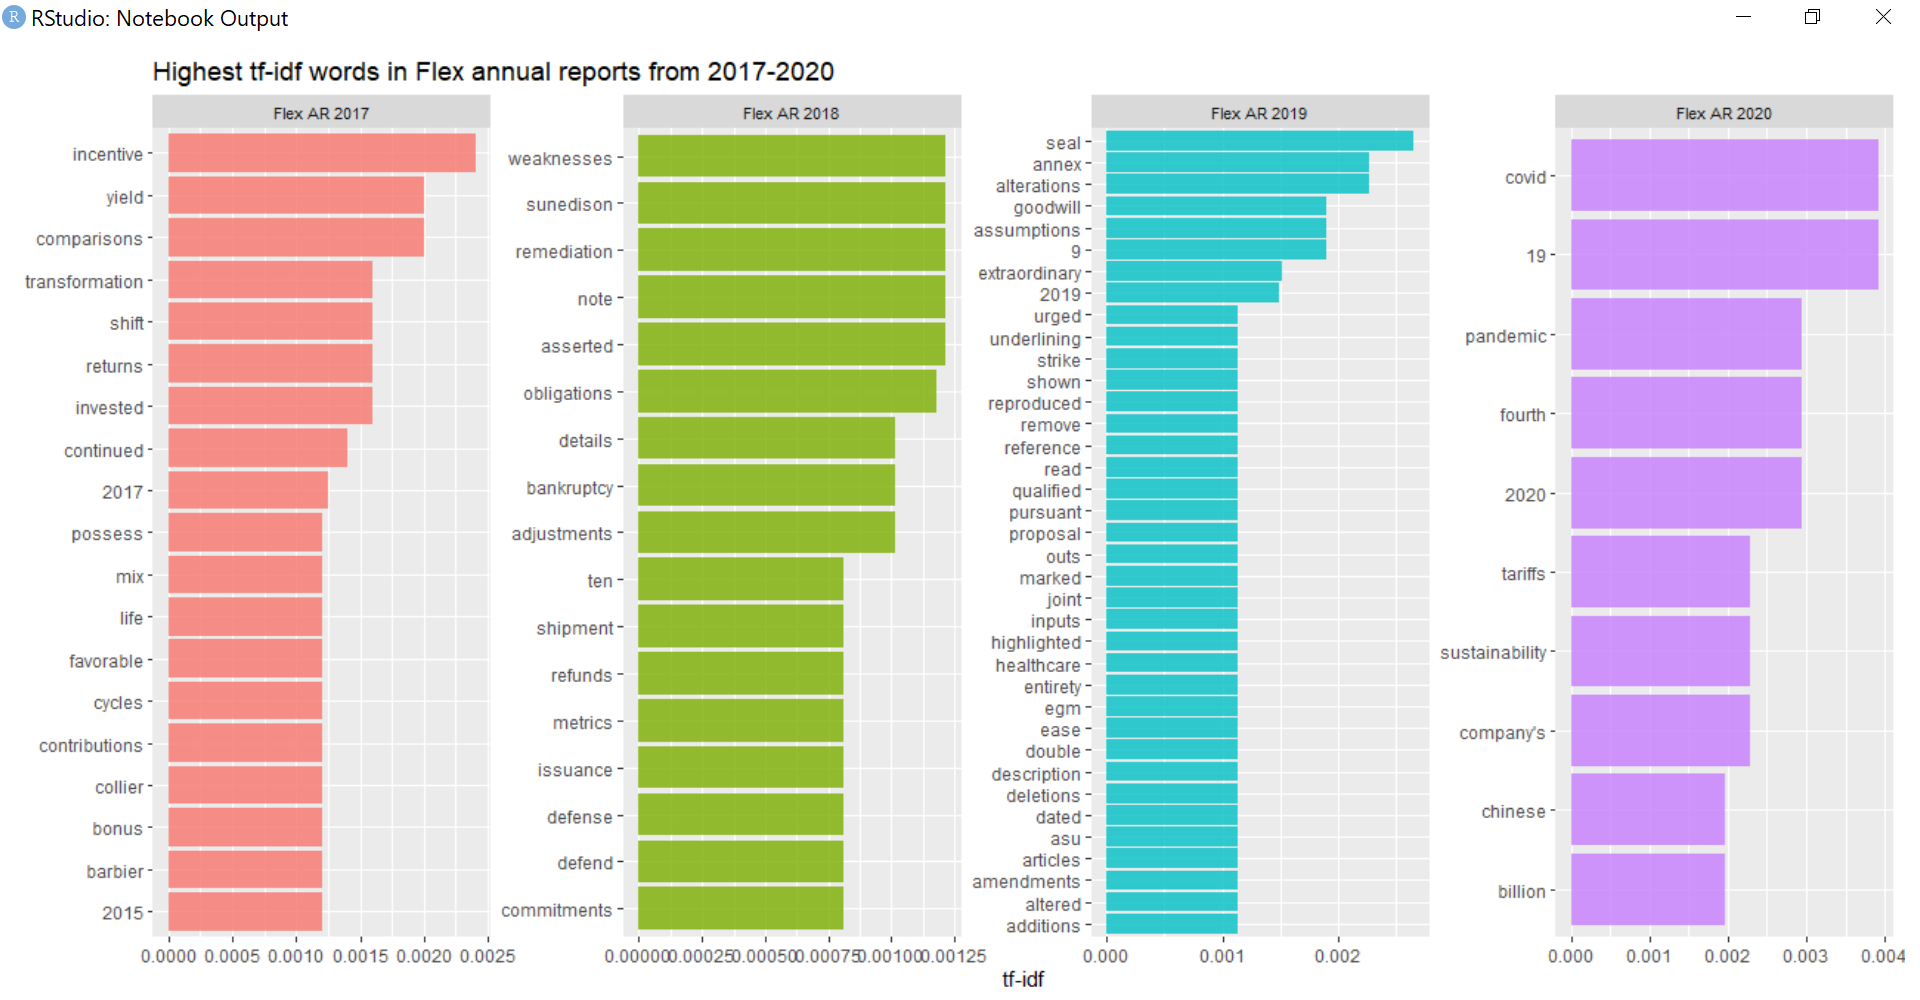 R RStudio: Notebook Output
Highest tf-idf words in Flex annual reports from 2017-2020
Flex AR 2017
incentive
yield
comparisons
transformation
shift
returns
invested
continued
2017
possess
mix
life
favorable
cycles
contributions
collier
bonus
barbier
2015
0.0000 0.0005 0.0010 0.0015 0.0020 0.0025
Flex AR 2018
weaknesses
sunedison
remediation
note
asserted
obligations
details
bankruptcy
adjustments
ten
shipment
refunds
metrics
issuance
defense
defend
commitments
0.00000 0.00025 0.00050 0.00075 0.00100 0.00125
Flex AR 2019
seal
annex
alterations
goodwill
assumptions
9
extraordinary
2019
urged
underlining
strike
shown
reproduced
remove
reference
read
qualified
pursuant
proposal
outs
marked
joint
inputs
highlighted
healthcare
entirety
egm
ease
double
description
deletions
dated
asu
articles
amendments
altered
additions
0.000 0.001 0.002
Flex AR 2020
covid
19
pandemic
fourth
2020
tariffs
sustainability
company's
chinese
billion
0.000 0.001 0.002 0.003 0.004
tf-idf